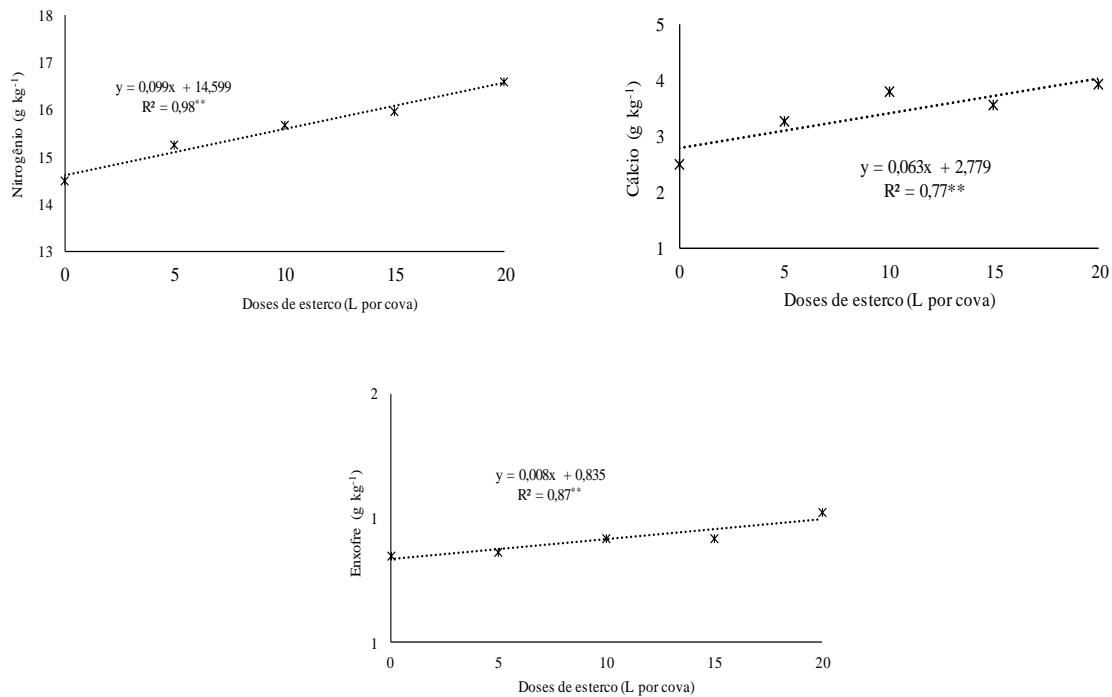 Nitrogênio (g kg⁻¹)
18
17
16
15
14
13
y = 0,099x + 14,599
R² = 0,98**
0 5 10 15 20
Doses de esterco (L por cova)
Cálcio (g kg⁻¹)
5
4
3
2
1
y = 0,063x + 2,779
R² = 0,77**
0 5 10 15 20
Doses de esterco (L por cova)
Enxofre (g kg⁻¹)
2
1
1
y = 0,008x + 0,835
R² = 0,87**
0 5 10 15 20
Doses de esterco (L por cova)